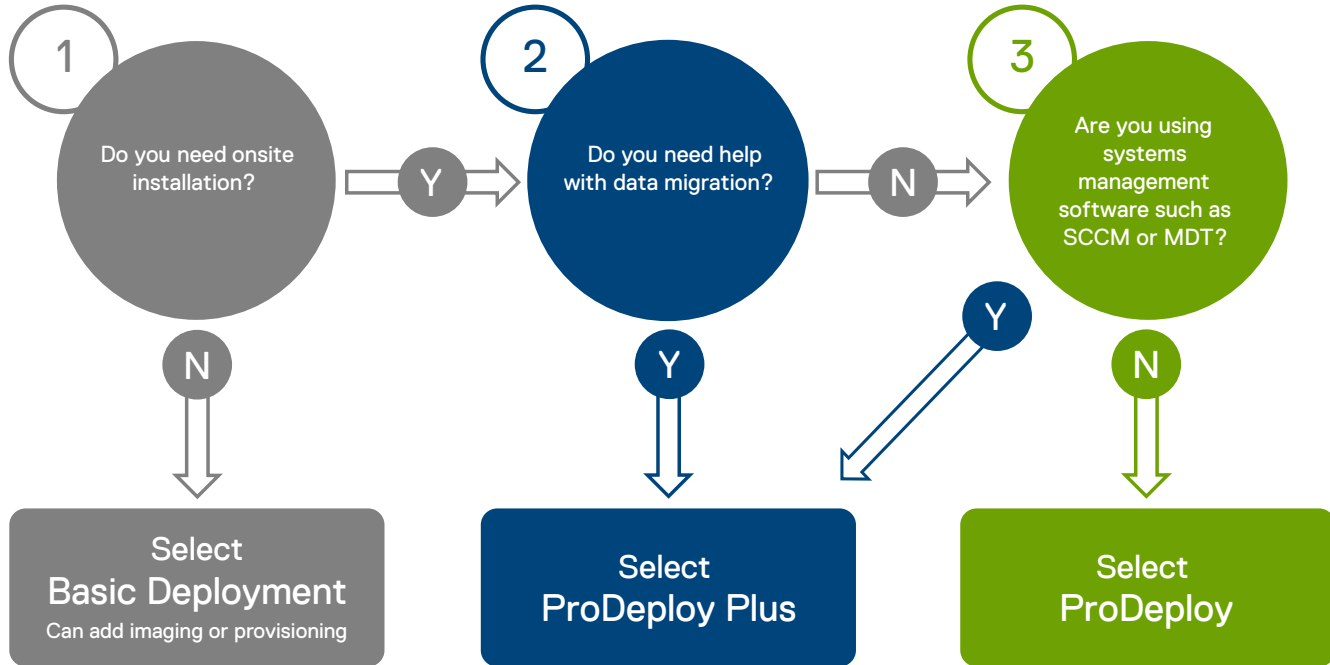 1
Do you need onsite
installation?
Y
2
Do you need help
with data migration?
N
3
Are you using
systems
management
software such as
SCCM or MDT?
N
Y
Y
N
Select
Basic Deployment
Can add imaging or provisioning
Select
ProDeploy Plus
Select
ProDeploy